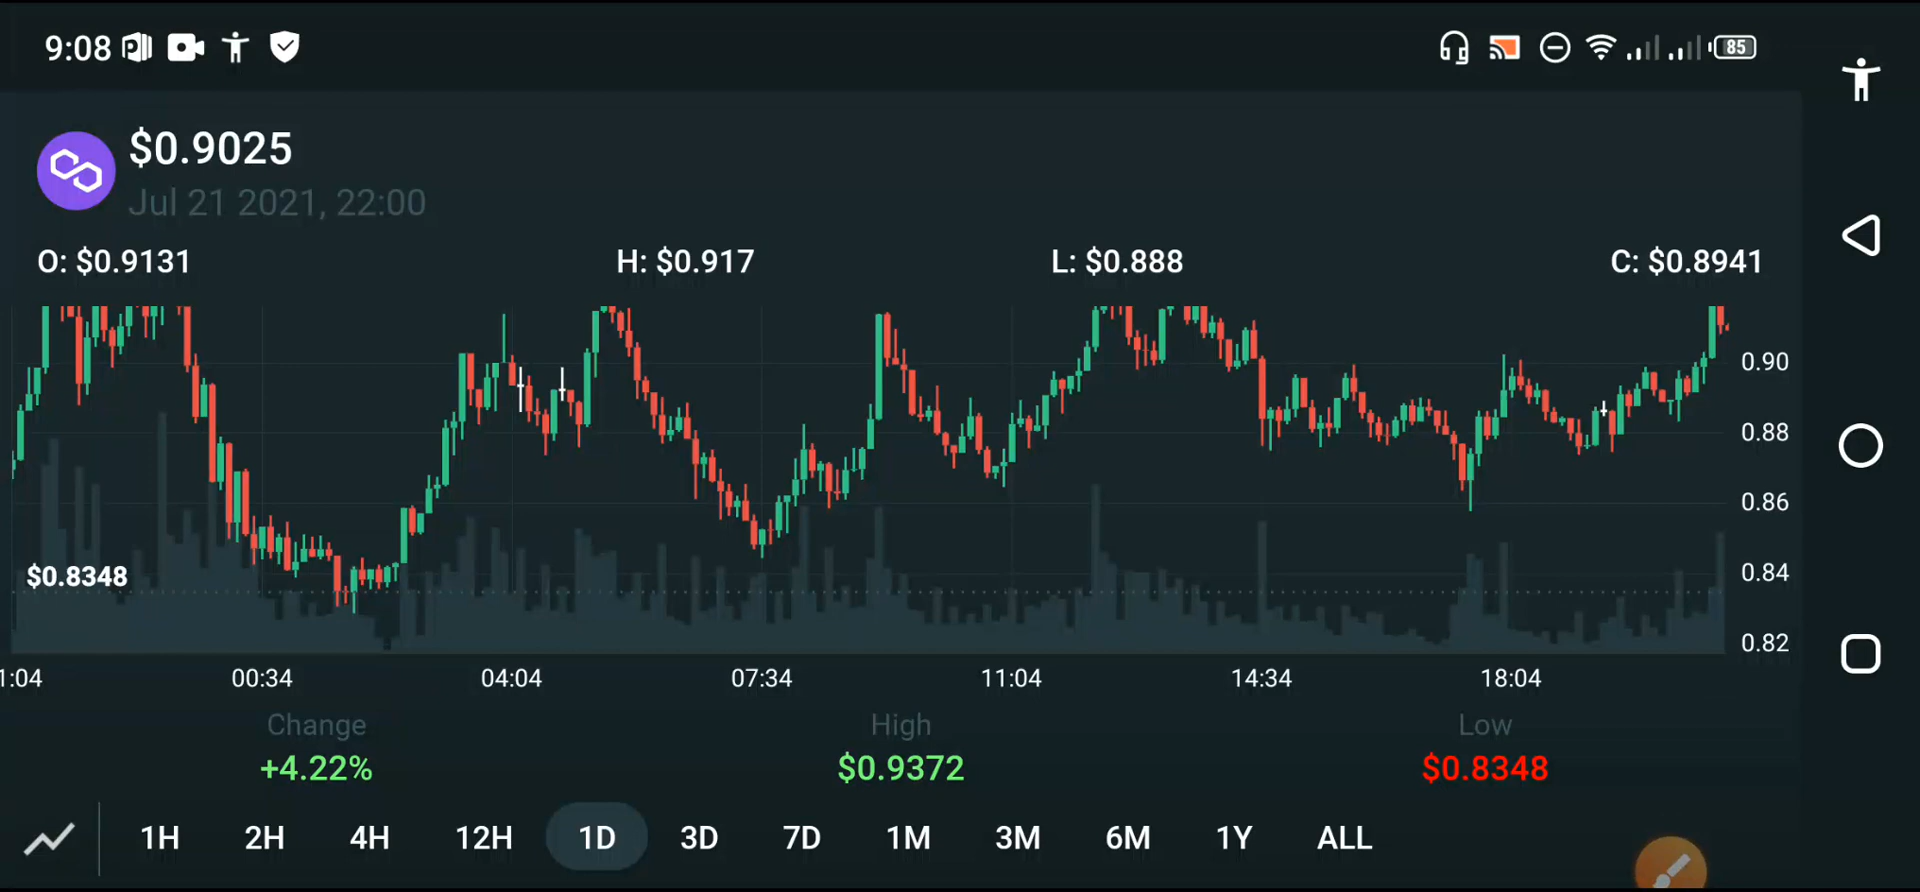 9:08
85
$0.9025
Jul 21 2021, 22:00
O: $0.9131 H: $0.917 L: $0.888 C: $0.8941
0.90
0.88
0.86
$0.8348
0.84
0.82
1:04 00:34 04:04 07:34 11:04 14:34 18:04
Change High Low
+4.22% $0.9372 $0.8348
1H 2H 4H 12H 1D 3D 7D 1M 3M 6M 1Y ALL